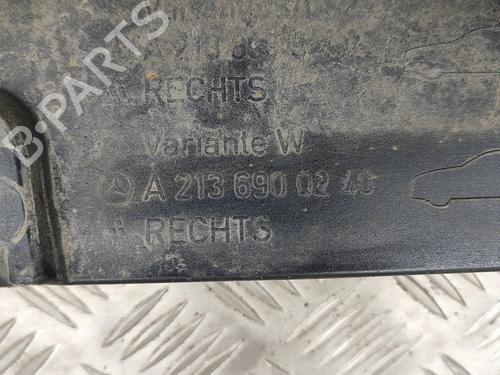 B-PARTS
RECHTS
Variante W
A 213 690 02 40
RECHTS